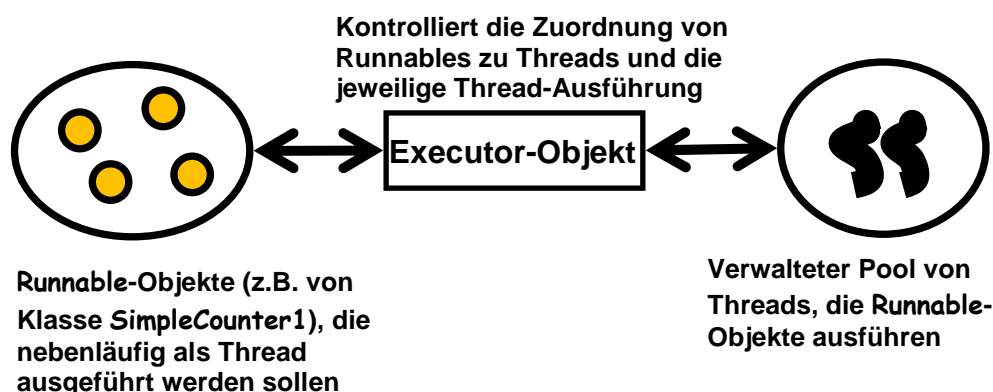 Kontrolliert die Zuordnung von
Runnables zu Threads und die
jeweilige Thread-Ausführung
Executor-Objekt
Runnable-Objekte (z.B. von
Klasse SimpleCounter1), die
nebenläufig als Thread
ausgeführt werden sollen
Verwalteter Pool von
Threads, die Runnable-
Objekte ausführen